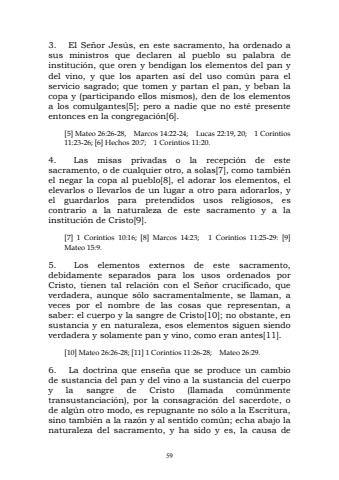 3. El Señor Jesús, en este sacramento, ha ordenado a
sus ministros que declaren al pueblo su palabra de
institución, que oren y bendigan los elementos del pan y
del vino, y que los aparten así del uso común para el
servicio sagrado; que tomen y partan el pan, y beban la
copa y (participando ellos mismos), den de los elementos
a los comulgantes[5]; pero a nadie que no esté presente
entonces en la congregación[6].
[5] Mateo 26:26-28, Marcos 14:22-24; Lucas 22:19, 20; 1 Corintios
11:23-26; [6] Hechos 20:7; 1 Corintios 11:20.
4. Las misas privadas o la recepción de este
sacramento, o de cualquier otro, a solas[7], como también
el negar la copa al pueblo[8], el adorar los elementos, el
elevarlos o llevarlos de un lugar a otro para adorarlos, y
el guardarlos para pretendidos usos religiosos, es
contrario a la naturaleza de este sacramento y a la
institución de Cristo[9].
[7] 1 Corintios 10:16; [8] Marcos 14:23; 1 Corintios 11:25-29: [9]
Mateo 15:9.
5. Los elementos externos de este sacramento,
debidamente separados para los usos ordenados por
Cristo, tienen tal relación con el Señor crucificado, que
verdadera, aunque sólo sacramentalmente, se llaman, a
veces por el nombre de las cosas que representan, a
saber: el cuerpo y la sangre de Cristo[10]; no obstante, en
sustancia y en naturaleza, esos elementos siguen siendo
verdadera y solamente pan y vino, como eran antes[11].
[10] Mateo 26:26-28; [11] 1 Corintios 11:26-28; Mateo 26:29.
6. La doctrina que enseña que se produce un cambio
de sustancia del pan y del vino a la sustancia del cuerpo
y la sangre de Cristo (llamada comúnmente
transustanciación), por la consagración del sacerdote, o
de algún otro modo, es repugnante no sólo a la Escritura,
sino también a la razón y al sentido común; echa abajo la
naturaleza del sacramento, y ha sido y es, la causa de
59